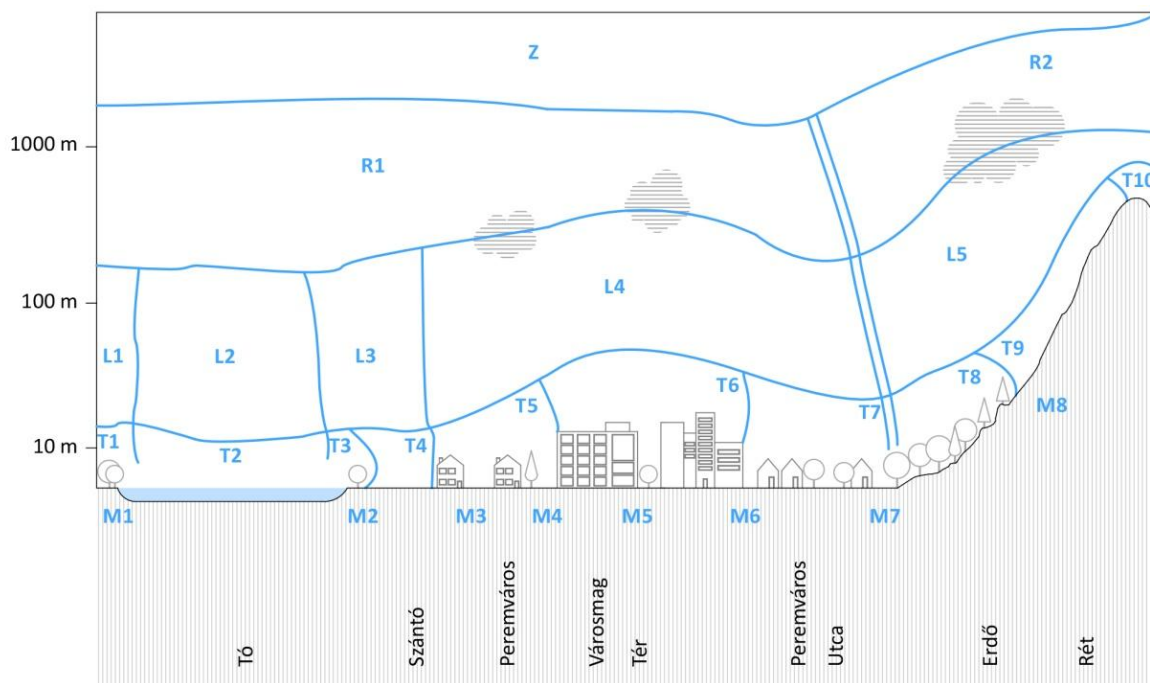 Z
R2
1000 m
R1
T10
L5
L4
100 m
L1
L2
L3
T9
T8
T6
T5
T7
M8
T1
T3
T4
T2
10 m
M1
M2
M3
M4
M5
M6
M7
Tó
Szántó
Peremváros
Városmag
Tér
Peremváros
Utca
Erdő
Rét